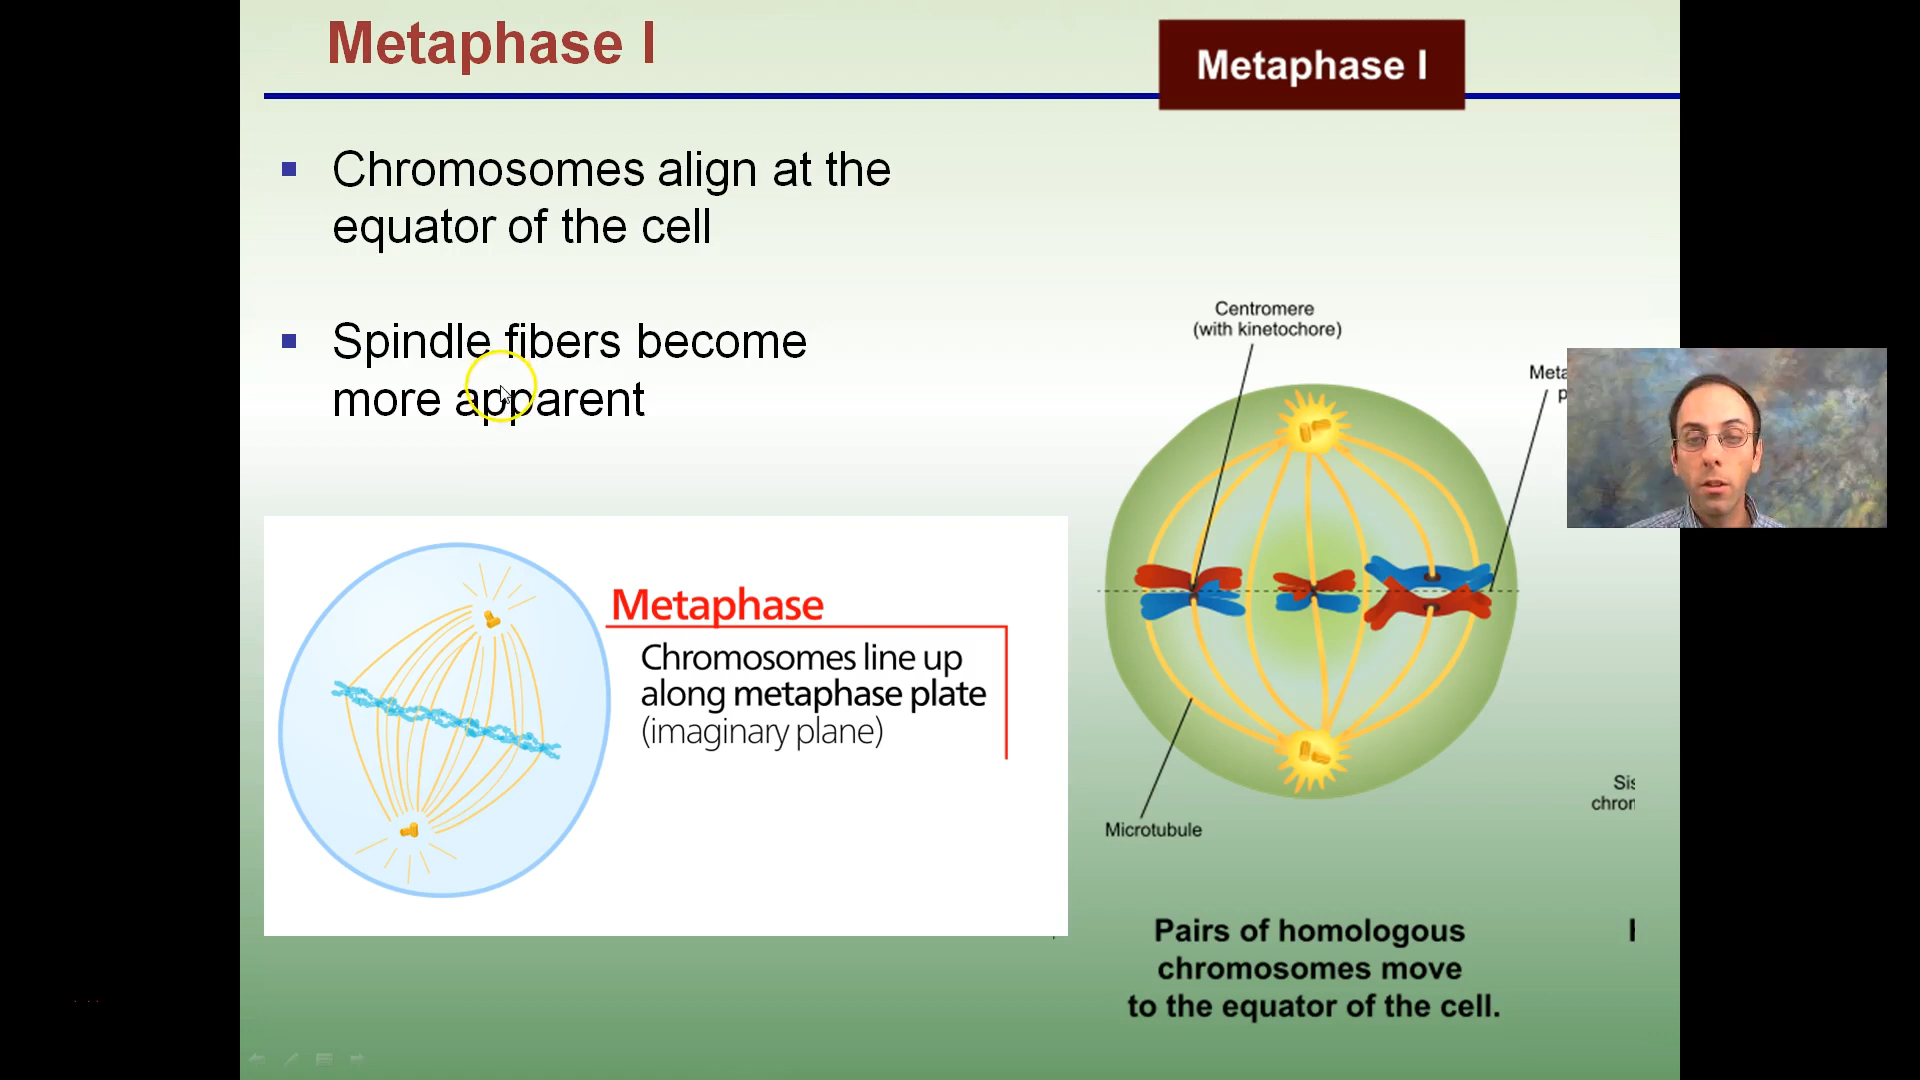 Metaphase I
Metaphase I
Chromosomes align at the
equator of the cell
Spindle fibers become
more apparent
Metaphase
Chromosomes line up
along metaphase plate
(imaginary plane)
Centromere
(with kinetochore)
Microtubule
Pairs of homologous
chromosomes move
to the equator of the cell.